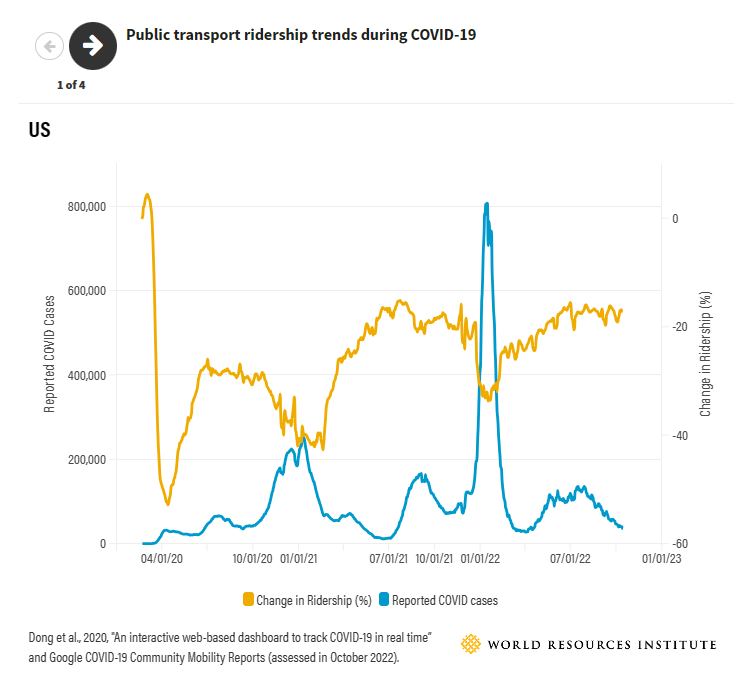 Public transport ridership trends during COVID-19
1 of 4
US
800,000
600,000
400,000
200,000
0
Reported COVID Cases
0
-20
-40
-60
Change in Ridership (%)
04/01/20 10/01/20 01/01/21 07/01/21 10/01/21 01/01/22 07/01/22 01/01/23
Change in Ridership (%) Reported COVID cases
Dong et al., 2020, “An interactive web-based dashboard to track COVID-19 in real time”
and Google COVID-19 Community Mobility Reports (assessed in October 2022).
WORLD RESOURCES INSTITUTE